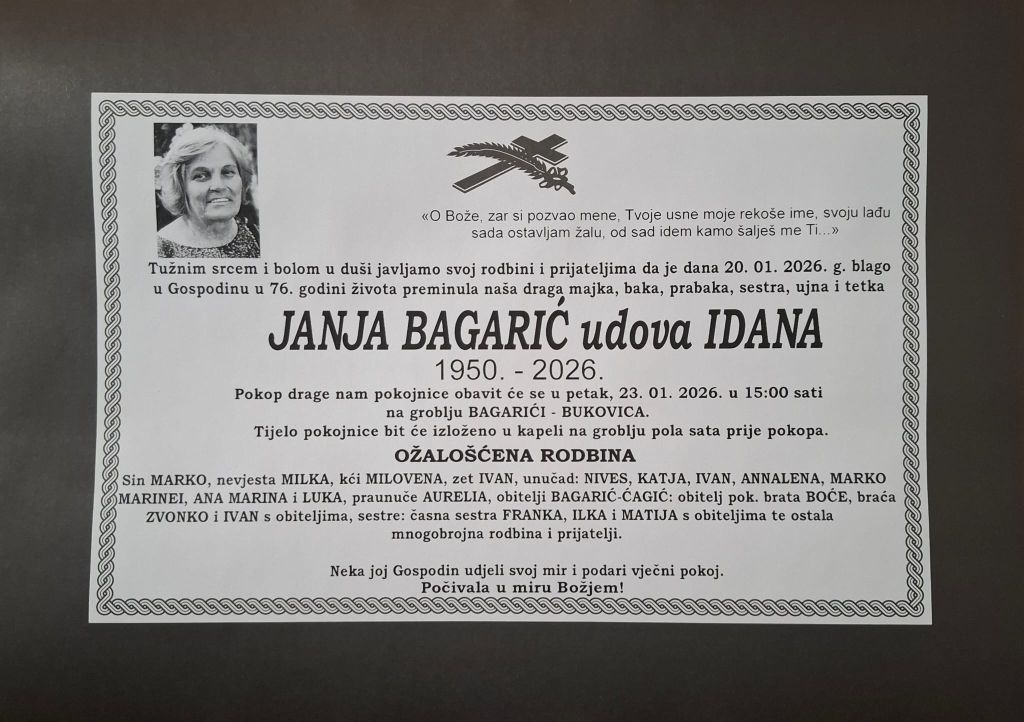 «O Bože, zar si pozvao mene, Tvoje usne moje rekoše ime, svoju lađu
sada ostavljam žalu, od sad idem kamo šalješ me Ti...»
Tužnim srcem i bolom u duši javljamo svoj rodbini i prijateljima da je dana 20. 01. 2026. g. blago
u Gospodinu u 76. godini života preminula naša draga majka, baka, prabaka, sestra, ujna i tetka
JANJA BAGARIĆ udova IDANA
1950. - 2026.
Pokop drage nam pokojnice obavit će se u petak, 23. 01. 2026. u 15:00 sati
na groblju BAGARIĆI - BUKOVICA.
Tijelo pokojnice bit će izloženo u kapeli na groblju pola sata prije pokopa.
OŽALOŠĆENA RODBINA
Sin MARKO, nevjesta MILKA, kći MILOVENA, zet IVAN, unučad: NIVES, KATJA, IVAN, ANNALENA, MARKO
MARINEI, ANA MARINA i LUKA, praunuče AURELIA, obitelji BAGARIĆ-ĆAGIĆ: obitelj pok. brata BOĆE, braća
ZVONKO i IVAN s obiteljima, sestre: časna sestra FRANKA, ILKA i MATIJA s obiteljima te ostala
mnogobrojna rodbina i prijatelji.
Neka joj Gospodin udjeli svoj mir i podari vječni pokoj.
Počivala u miru Božjem!